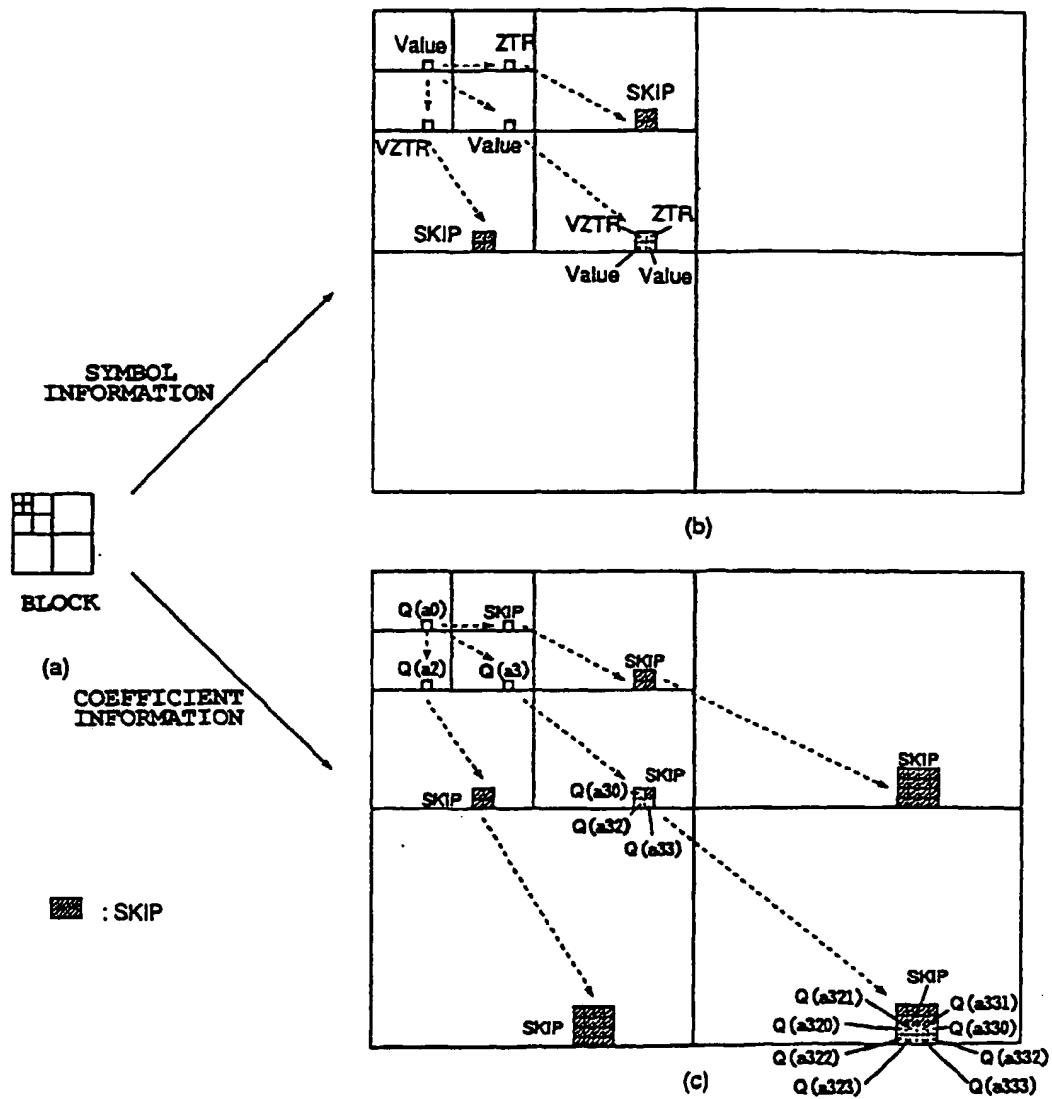 Value
ZTR
SKIP
VZTR
Value
SKIP
VZTR
ZTR
Value
Value
SYMBOL
INFORMATION
(b)
BLOCK
(a)
COEFFICIENT
INFORMATION
: SKIP
Q(a0)
SKIP
Q(a2)
Q(a3)
SKIP
SKIP
SKIP
SKIP
Q(a30)
Q(a32)
Q(a33)
SKIP
SKIP
Q(a321)
Q(a331)
Q(a320)
Q(a330)
Q(a322)
Q(a332)
Q(a323)
Q(a333)
(c)